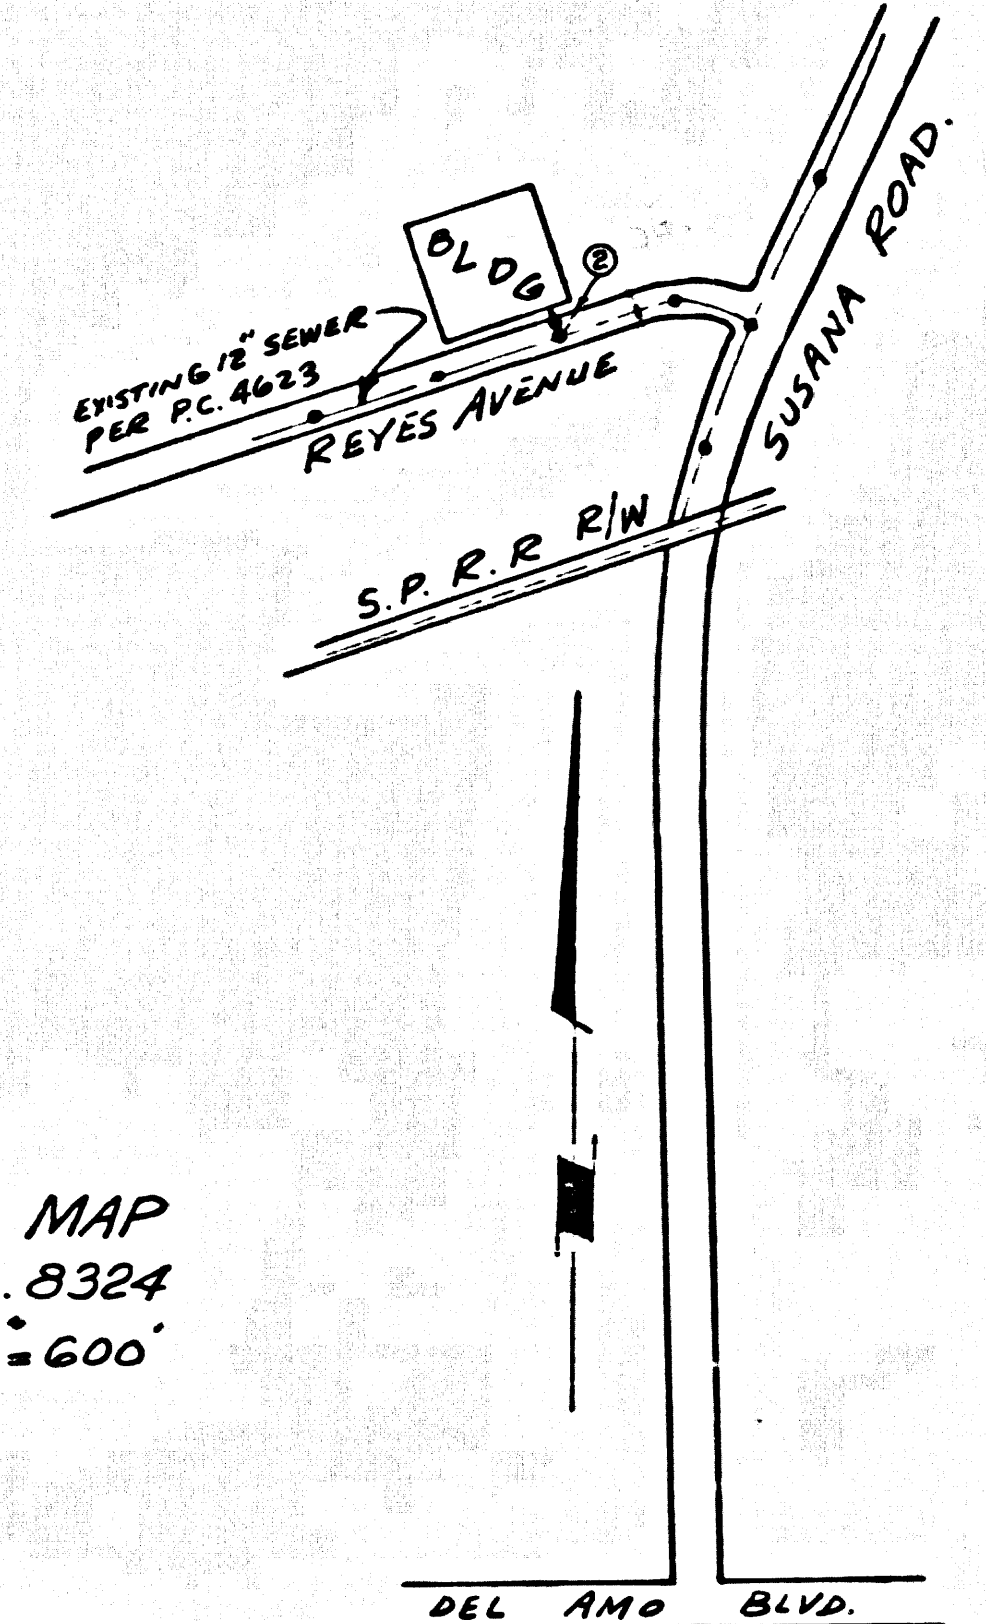 SUSANA ROAD.
BLDG
2
EXISTING 12" SEWER
PER P.C. 4623
REYES AVENUE
S.P. R.R R/W
MAP
. 8324
"=600'
DEL AMO BLVD.